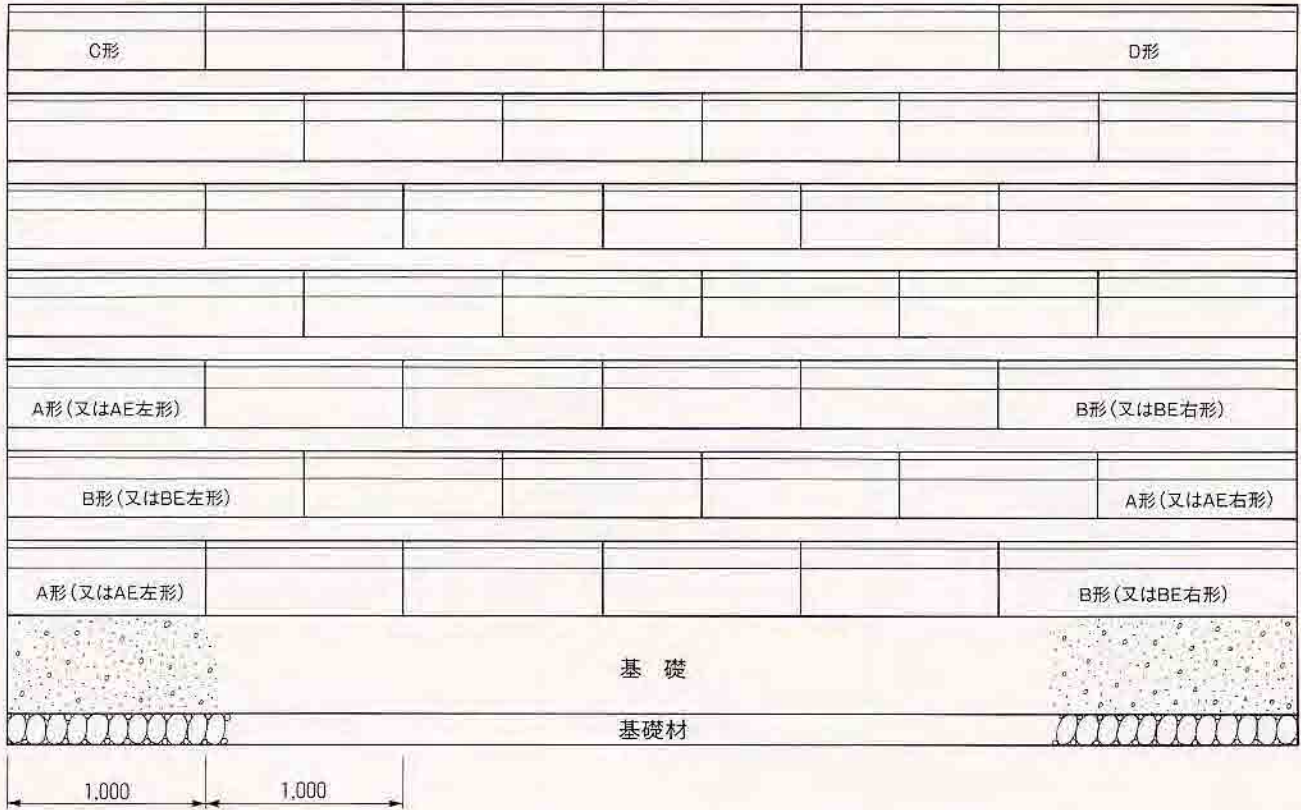 C形 D形
A形(又はAE左形) B形(又はBE右形)
B形(又はBE左形) A形(又はAE右形)
A形(又はAE左形) B形(又はBE右形)
基礎
基礎材
1,000 1,000